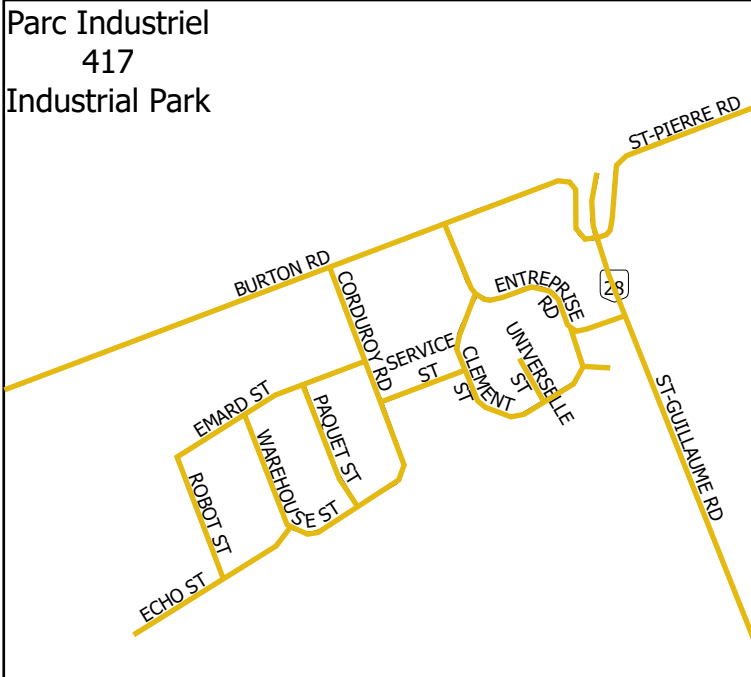 Parc Industriel
417
Industrial Park
ST-PIERRE RD
BURTON RD
CORDUROY RD
ENTREPRISE
RD
28
SERVICE
ST
CLEMENT
ST
UNIVERSELLE
ST
EMARD ST
PAQUET ST
WAREHOUSE ST
ROBOT ST
ECHO ST
ST-GUILLAUME RD